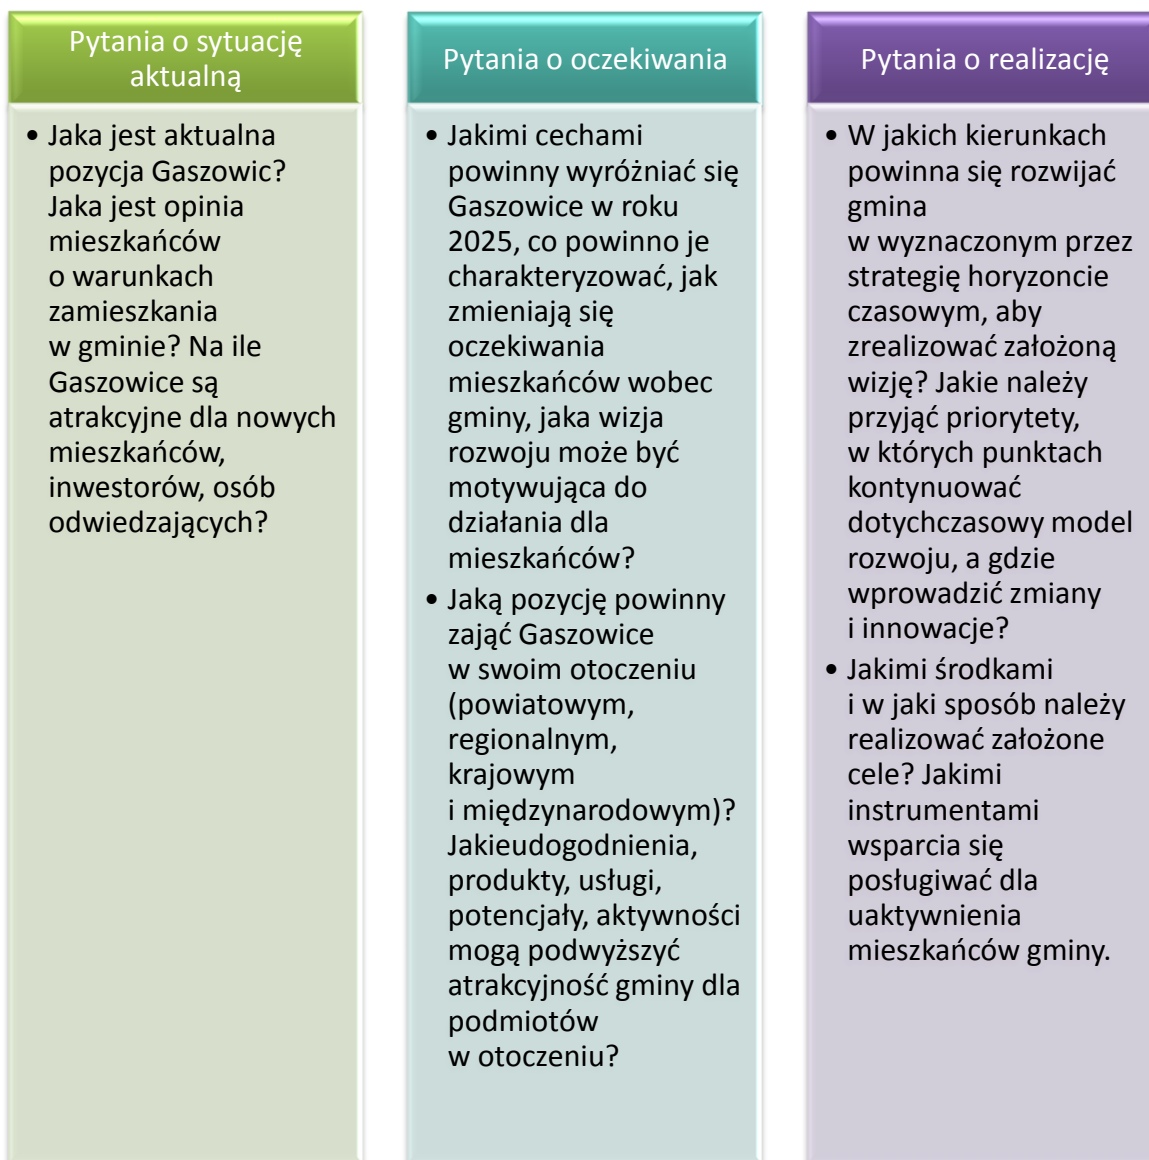 Pytania o sytuację
aktualną
• Jaka jest aktualna
pozycja Gaszowic?
Jaka jest opinia
mieszkańców
o warunkach
zamieszkania
w gminie? Na ile
Gaszowice są
atrakcyjne dla nowych
mieszkańców,
inwestorów, osób
odwiedzających?
Pytania o oczekiwania
• Jakimi cechami
powinny wyróżniać się
Gaszowice w roku
2025, co powinno je
charakteryzować, jak
zmieniają się
oczekiwania
mieszkańców wobec
gminy, jaka wizja
rozwoju może być
motywująca do
działania dla
mieszkańców?
• Jaką pozycję powinny
zająć Gaszowice
w swoim otoczeniu
(powiatowym,
regionalnym,
krajowym
i międzynarodowym)?
Jakieudogodnienia,
produkty, usługi,
potencjały, aktywności
mogą podwyższyć
atrakcyjność gminy dla
podmiotów
w otoczeniu?
Pytania o realizację
• W jakich kierunkach
powinna się rozwijać
gmina
w wyznaczonym przez
strategię horyzoncie
czasowym, aby
zrealizować założoną
wizję? Jakie należy
przyjąć priorytety,
w których punktach
kontynuować
dotychczasowy model
rozwoju, a gdzie
wprowadzić zmiany
i innowacje?
• Jakimi środkami
i w jaki sposób należy
realizować założone
cele? Jakimi
instrumentami
wsparcia się
posługiwać dla
uaktywnienia
mieszkańców gminy.